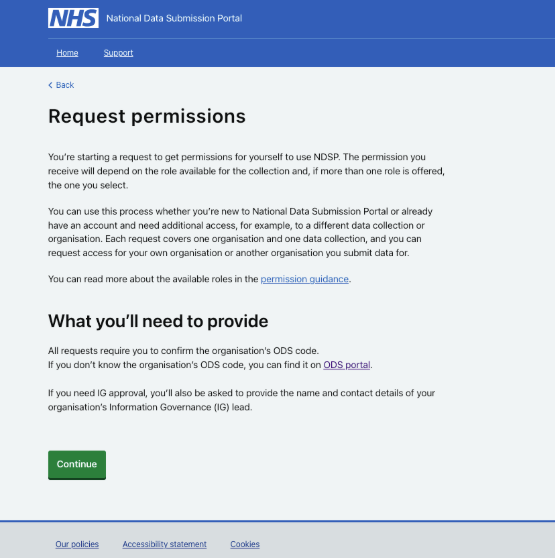 NHS National Data Submission Portal
Home Support
Back
Request permissions
You're starting a request to get permissions for yourself to use NDSP. The permission you
receive will depend on the role available for the collection and, if more than one role is offered,
the one you select.
You can use this process whether you're new to National Data Submission Portal or already
have an account and need additional access, for example, to a different data collection or
organisation. Each request covers one organisation and one data collection, and you can
request access for your own organisation or another organisation you submit data for.
You can read more about the available roles in the permission guidance.
What you'll need to provide
All requests require you to confirm the organisation's ODS code.
If you don't know the organisation's ODS code, you can find it on ODS portal.
If you need IG approval, you'll also be asked to provide the name and contact details of your
organisation's Information Governance (IG) lead.
Continue
Our policies Accessibility statement Cookies